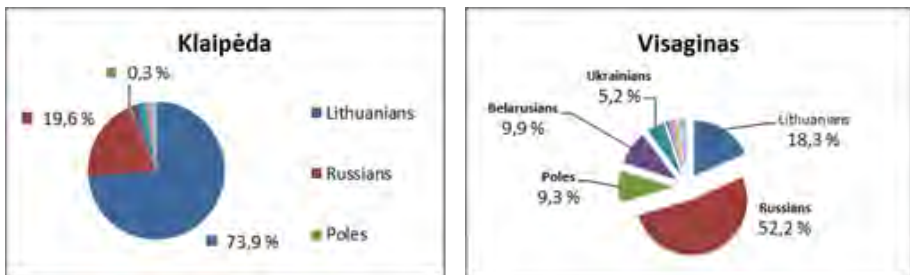 Klaipėda
0,3 %
19,6 %
Lithuanians
Russians
Poles
73,9 %
Visaginas
Ukrainians
5,2 %
Belarusians
9,9 %
Lithuanians
18,3 %
Poles
9,3 %
Russians
52,2 %